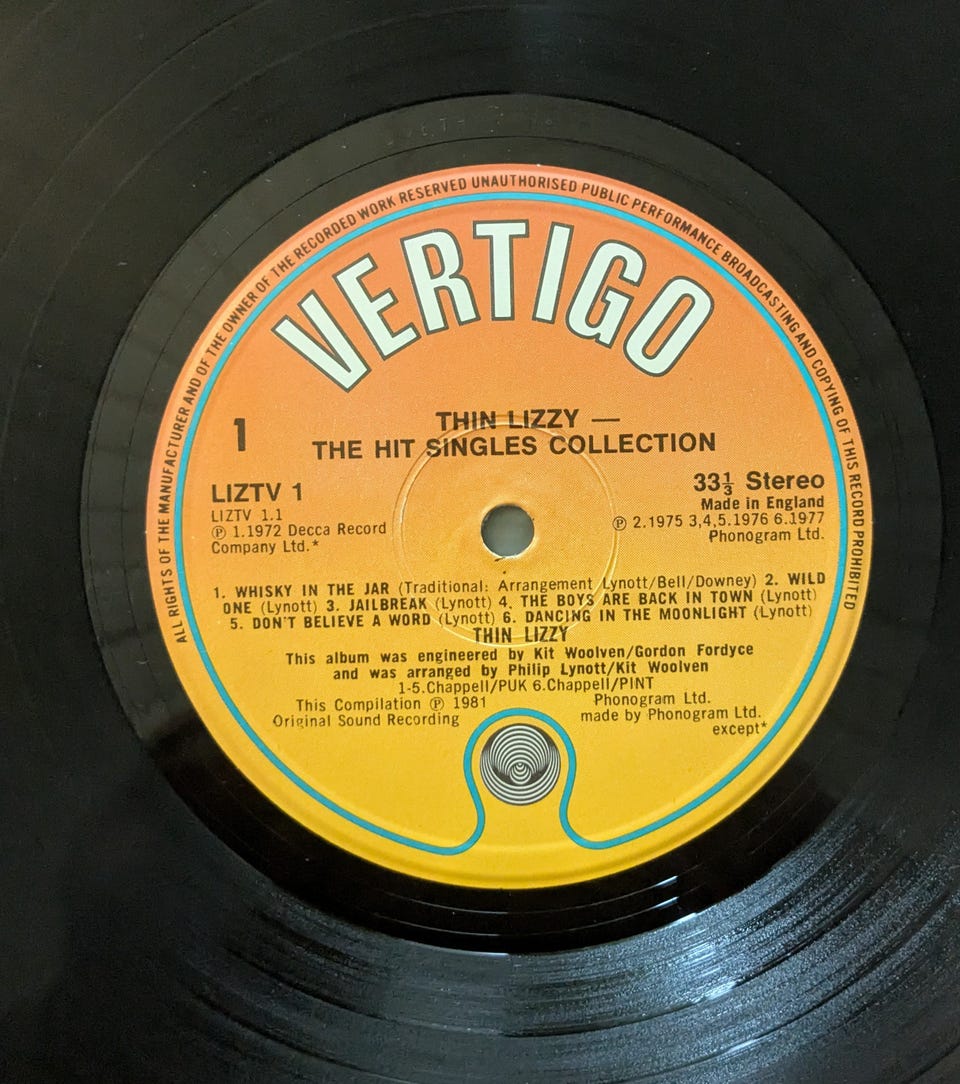 ALL RIGHTS OF THE MANUFACTURER AND OF THE OWNER OF THE RECORDED WORK RESERVED UNAUTHORISED PUBLIC PERFORMANCE BROADCASTING AND COPYING OF THIS RECORD PROHIBITED
VERTIGO
THIN LIZZY —
THE HIT SINGLES COLLECTION
1
LIZTV 1
LIZTV 1.1
℗ 1.1972 Decca Record
Company Ltd.*
33⅓ Stereo
Made in England
℗ 2.1975 3,4,5.1976 6.1977
Phonogram Ltd.
1. WHISKY IN THE JAR (Traditional: Arrangement Lynott/Bell/Downey) 2. WILD
ONE (Lynott) 3. JAILBREAK (Lynott) 4. THE BOYS ARE BACK IN TOWN (Lynott)
5. DON'T BELIEVE A WORD (Lynott) 6. DANCING IN THE MOONLIGHT (Lynott)
THIN LIZZY
This album was engineered by Kit Woolven/Gordon Fordyce
and was arranged by Philip Lynott/Kit Woolven
1-5.Chappell/PUK 6.Chappell/PINT
This Compilation ℗ 1981 Phonogram Ltd.
Original Sound Recording made by Phonogram Ltd.
except*